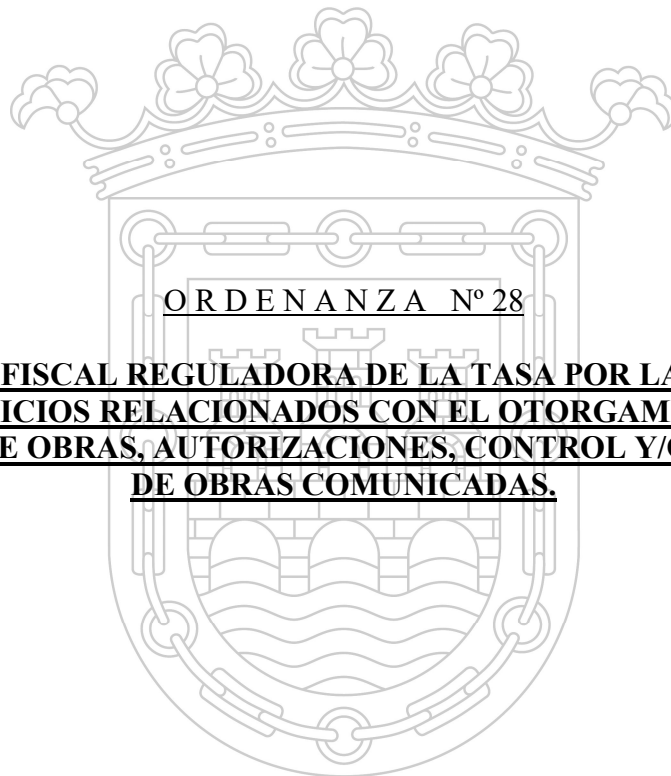 O R D E N A N Z A Nº 28
FISCAL REGULADORA DE LA TASA POR LA
ICIOS RELACIONADOS CON EL OTORGAM
E OBRAS, AUTORIZACIONES, CONTROL Y/
DE OBRAS COMUNICADAS.